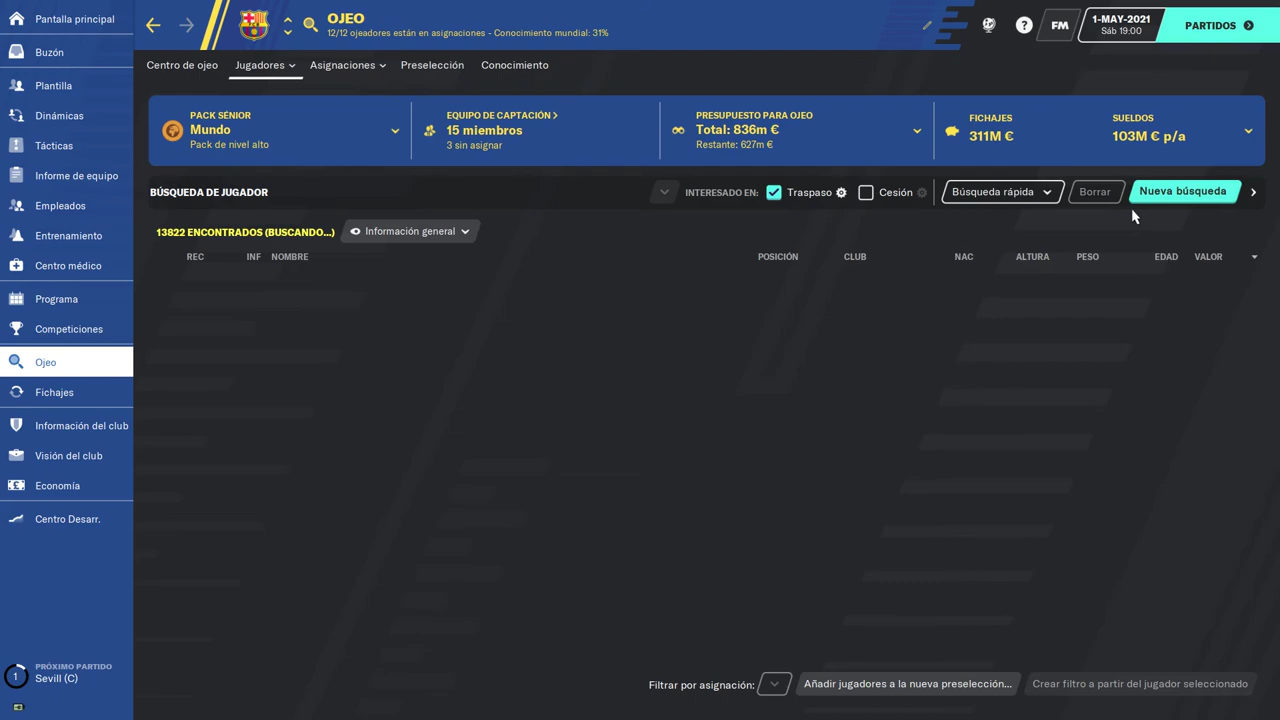 Pantalla principal
Buzón
Plantilla
Dinámicas
Tácticas
Informe de equipo
Empleados
Entrenamiento
Centro médico
Programa
Competiciones
Ojeo
Fichajes
Información del club
Visión del club
Economía
Centro Desarr.
1
PRÓXIMO PARTIDO
Sevill (C)
OJEO
12/12 ojeadores están en asignaciones - Conocimiento mundial: 31%
?
FM
1-MAY-2021
Sáb 19:00
PARTIDOS
Centro de ojeo
Jugadores
Asignaciones
Preselección
Conocimiento
PACK SÉNIOR
Mundo
Pack de nivel alto
EQUIPO DE CAPTACIÓN >
15 miembros
3 sin asignar
PRESUPUESTO PARA OJEO
Total: 836m €
Restante: 627m €
FICHAJES
311M €
SUELDOS
103M € p/a
BÚSQUEDA DE JUGADOR
INTERESADO EN:
Traspaso
Cesión
Búsqueda rápida
Borrar
Nueva búsqueda
13822 ENCONTRADOS (BUSCANDO...)
Información general
REC
INF
NOMBRE
POSICIÓN
CLUB
NAC
ALTURA
PESO
EDAD
VALOR
Filtrar por asignación:
Añadir jugadores a la nueva preselección...
Crear filtro a partir del jugador seleccionado